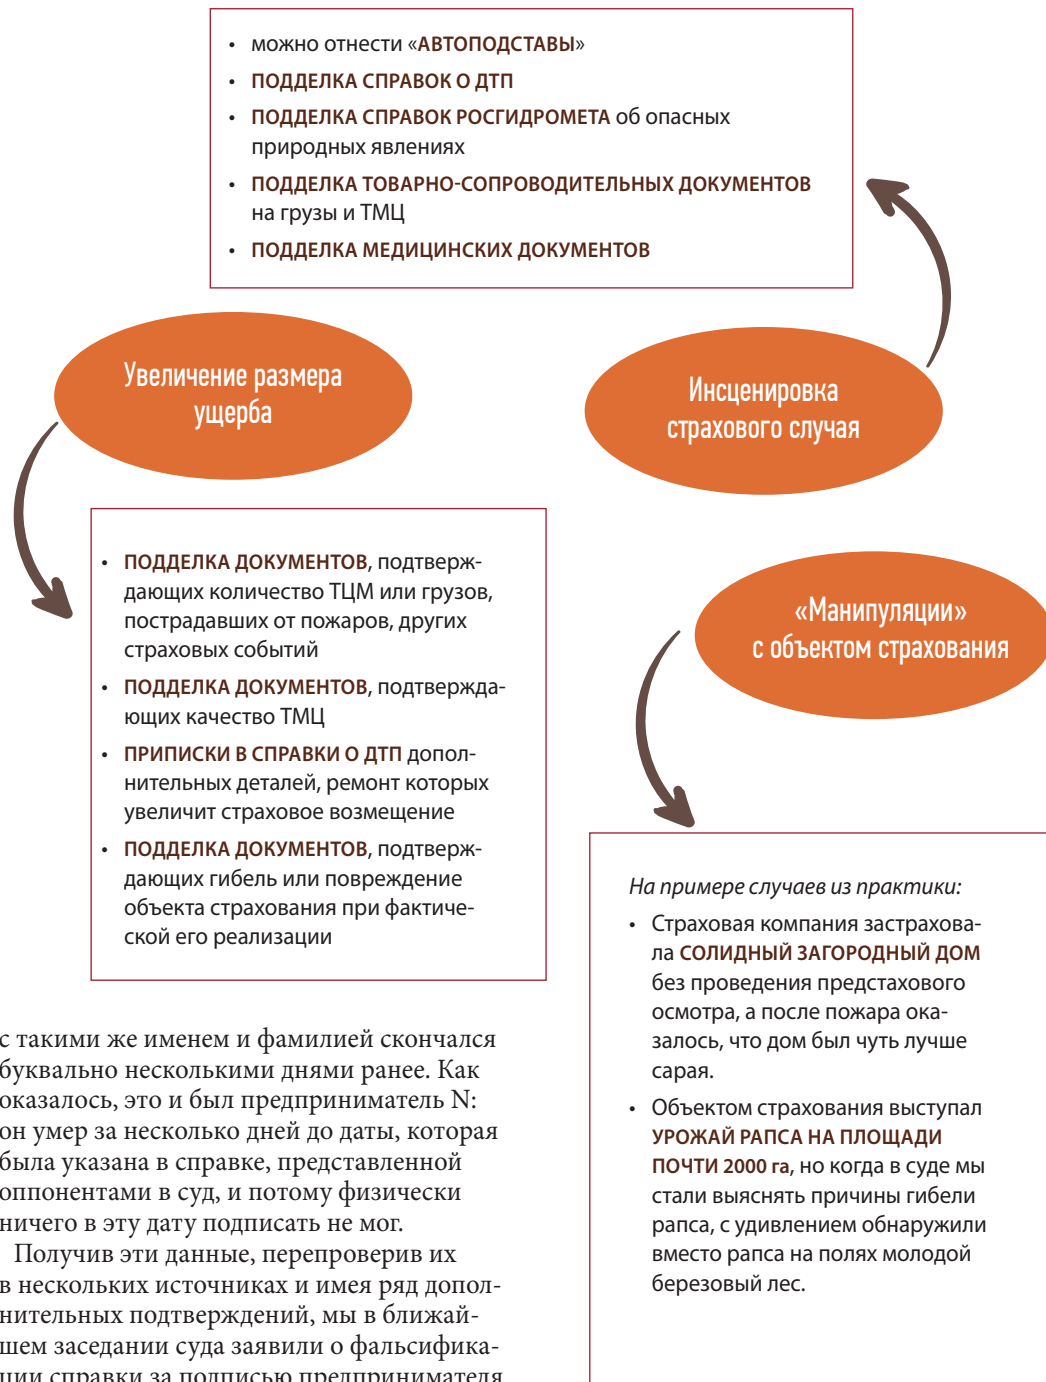 • можно отнести «АВТОПОДСТАВЫ»
• ПОДДЕЛКА СПРАВОК О ДТП
• ПОДДЕЛКА СПРАВОК РОСГИДРОМЕТА об опасных
природных явлениях
• ПОДДЕЛКА ТОВАРНО-СОПРОВОДИТЕЛЬНЫХ ДОКУМЕНТОВ
на грузы и ТМЦ
• ПОДДЕЛКА МЕДИЦИНСКИХ ДОКУМЕНТОВ
Увеличение размера
ущерба
Инсценировка
страхового случая
• ПОДДЕЛКА ДОКУМЕНТОВ, подтверж-
дающих количество ТЦМ или грузов,
пострадавших от пожаров, других
страховых событий
• ПОДДЕЛКА ДОКУМЕНТОВ, подтвержда-
ющих качество ТМЦ
• ПРИПИСКИ В СПРАВКИ О ДТП допол-
нительных деталей, ремонт которых
увеличит страховое возмещение
• ПОДДЕЛКА ДОКУМЕНТОВ, подтверж-
дающих гибель или повреждение
объекта страхования при фактиче-
ской его реализации
«Манипуляции»
с объектом страхования
На примере случаев из практики:
• Страховая компания застрахова-
ла СОЛИДНЫЙ ЗАГОРОДНЫЙ ДОМ
без проведения предстахового
осмотра, а после пожара ока-
залось, что дом был чуть лучше
сарая.
• Объектом страхования выступал
УРОЖАЙ РАПСА НА ПЛОЩАДИ
ПОЧТИ 2000 га, но когда в суде мы
стали выяснять причины гибели
рапса, с удивлением обнаружили
вместо рапса на полях молодой
березовый лес.
с такими же именем и фамилией скончался
буквально несколькими днями ранее. Как
оказалось, это и был предприниматель N:
он умер за несколько дней до даты, которая
была указана в справке, представленной
оппонентами в суд, и потому физически
ничего в эту дату подписать не мог.
Получив эти данные, перепроверив их
в нескольких источниках и имея ряд допол-
нительных подтверждений, мы в ближай-
шем заседании суда заявили о фальсифика-
ции справки за подписью предпринимателя